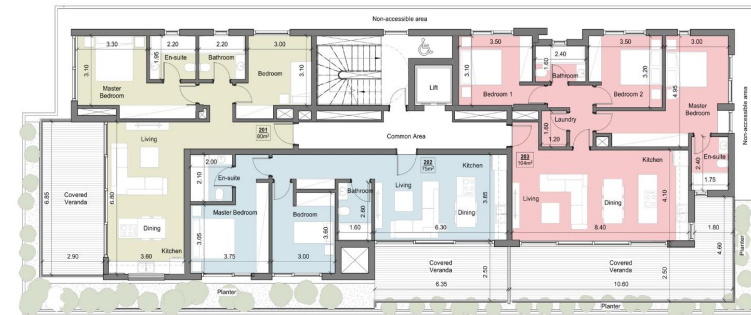 Non-accessible area
3.30
2.20
2.20
3.00
3.50
2.40
3.50
3.00
3.10
1.95
En-suite
Bathroom
3.10
Bedroom
Master
Bedroom
Lift
Bedroom 1
1.60
Bathroom
Bedroom 2
3.20
4.95
Master
Bedroom
Non-accessible area
Laundry
1.60
1.20
201
80m²
Common Area
Living
202
75m²
Kitchen
203
104m²
Kitchen
2.40
En-suite
1.75
6.85
Covered
Veranda
6.80
2.00
2.10
En-suite
Bathroom
2.60
Living
3.85
Dining
Living
Dining
4.10
Master Bedroom
Bedroom
Dining
Kitchen
3.05
3.60
1.60
6.30
8.40
1.80
2.90
3.60
3.75
3.00
Covered
Veranda
2.50
Covered
Veranda
2.50
4.60
Planter
6.35
10.60
Planter
Planter